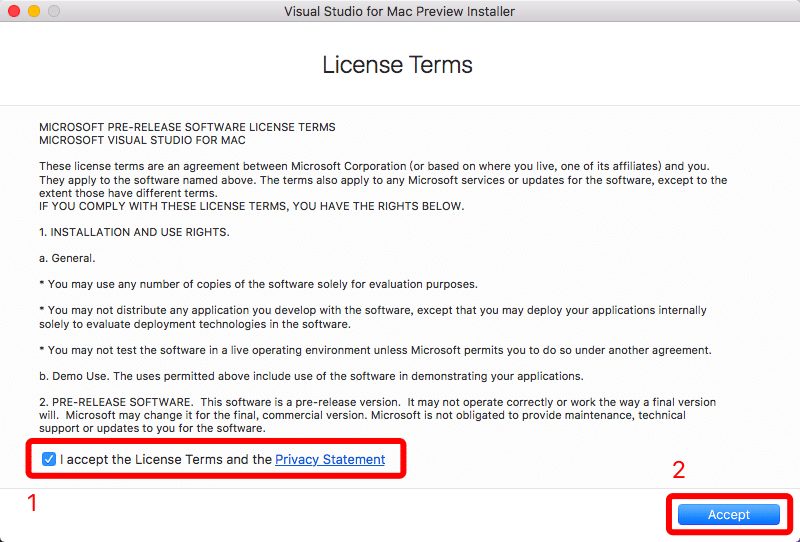 Visual Studio for Mac Preview Installer
License Terms
MICROSOFT PRE-RELEASE SOFTWARE LICENSE TERMS
MICROSOFT VISUAL STUDIO FOR MAC
These license terms are an agreement between Microsoft Corporation (or based on where you live, one of its affiliates) and you.
They apply to the software named above. The terms also apply to any Microsoft services or updates for the software, except to the
extent those have different terms.
IF YOU COMPLY WITH THESE LICENSE TERMS, YOU HAVE THE RIGHTS BELOW.
1. INSTALLATION AND USE RIGHTS.
a. General.
* You may use any number of copies of the software solely for evaluation purposes.
* You may not distribute any application you develop with the software, except that you may deploy your applications internally
solely to evaluate deployment technologies in the software.
* You may not test the software in a live operating environment unless Microsoft permits you to do so under another agreement.
b. Demo Use. The uses permitted above include use of the software in demonstrating your applications.
2. PRE-RELEASE SOFTWARE.  This software is a pre-release version.  It may not operate correctly or work the way a final version
will.  Microsoft may change it for the final, commercial version. Microsoft is not obligated to provide maintenance, technical
support or updates to you for the software.
I accept the License Terms and the Privacy Statement
1
2
Accept